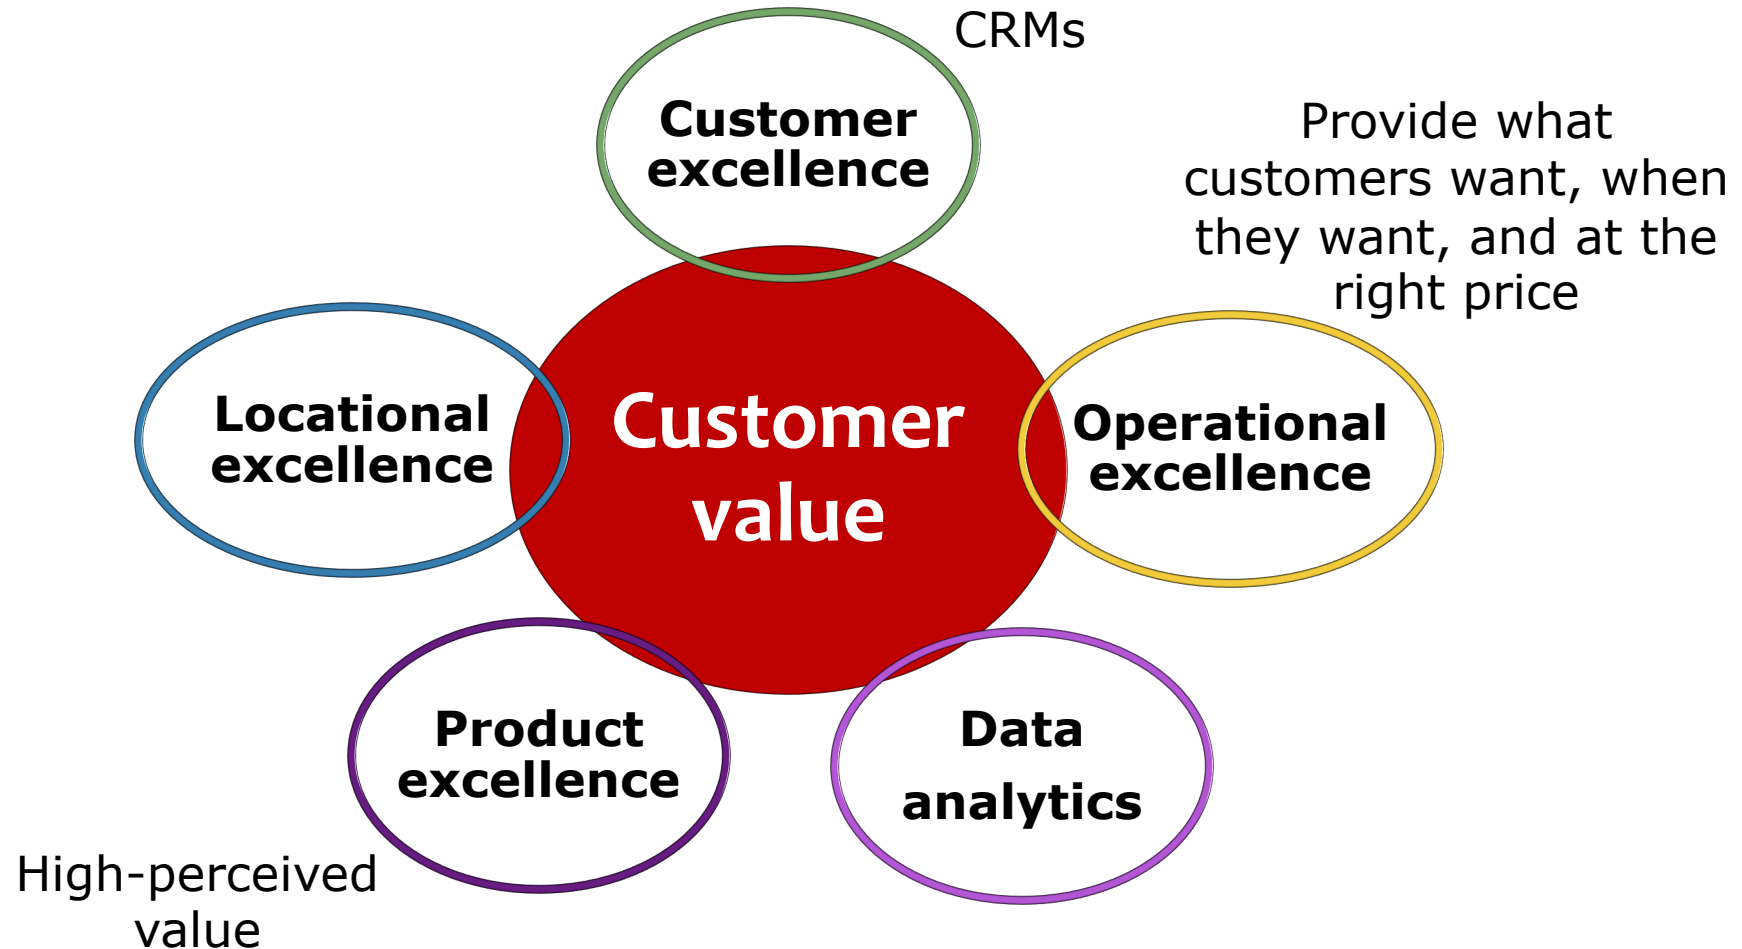 CRMs
Customer
excellence
Provide what
customers want, when
they want, and at the
right price
Locational
excellence
Customer
value
Operational
excellence
Product
excellence
Data
analytics
High-perceived
value